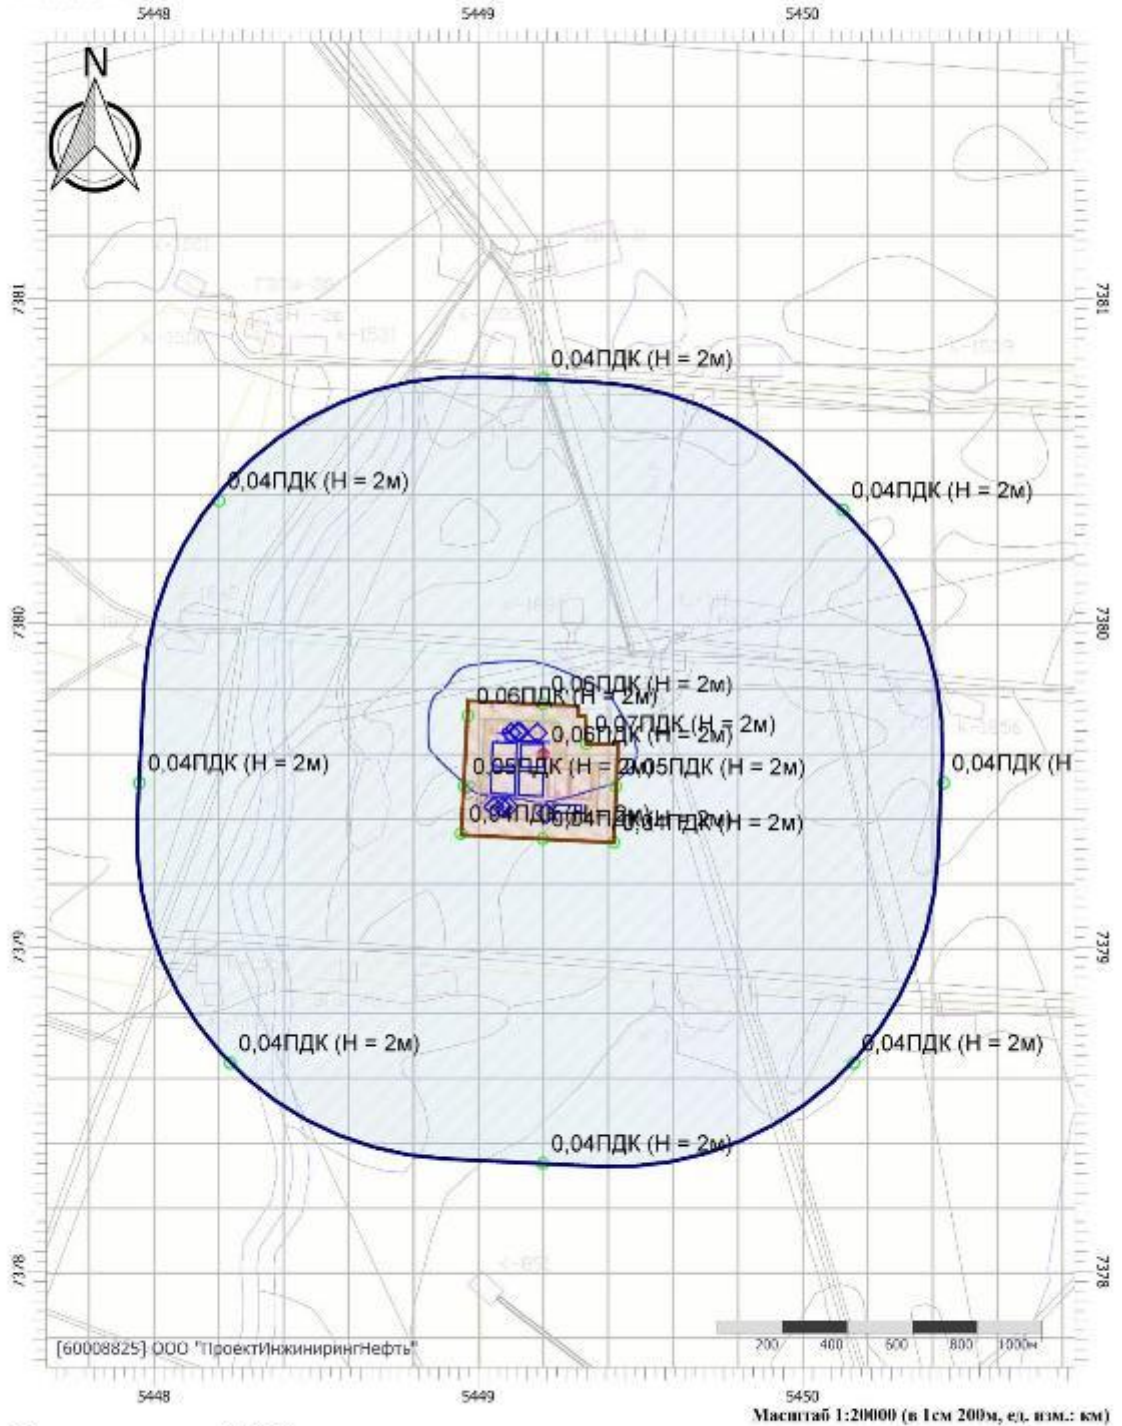 5448 5449 5450
N
7381 7381
0,04ПДК (Н = 2м)
0,04ПДК (Н = 2м)
0,04ПДК (Н = 2м)
7380 7380
0,06ПДК (Н = 2м)
0,06ПДК (Н = 2м)
0,07ПДК (Н = 2м)
0,06ПДК (Н = 2м)
0,04ПДК (Н = 2м)
0,05ПДК (Н = 2м)
0,05ПДК (Н = 2м)
0,04ПДК (Н
0,04ПДК (Н = 2м)
0,04ПДК (Н = 2м)
7379 7379
0,04ПДК (Н = 2м)
0,04ПДК (Н = 2м)
0,04ПДК (Н = 2м)
7378 7378
[60008825] ООО "ПроектИнжинирингНефть"
200 400 600 800 1000м
5448 5449 5450
Масштаб 1:20000 (в 1см 200м, ед. изм.: км)